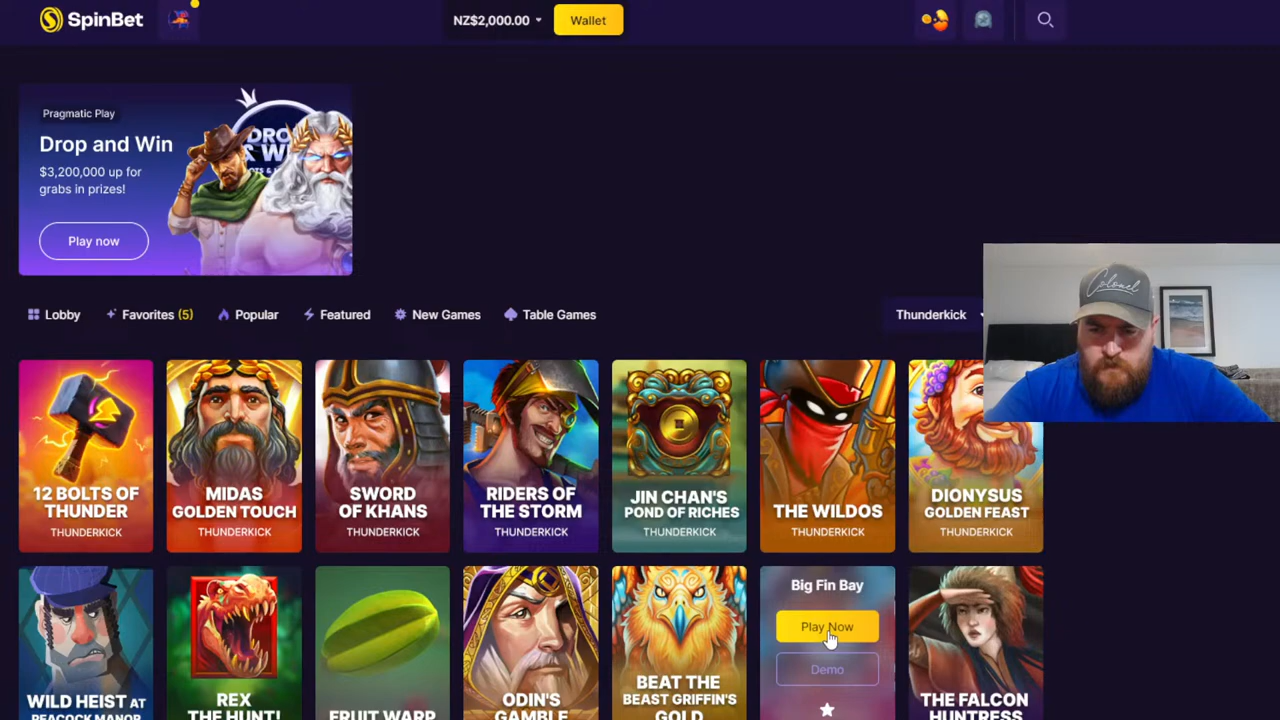 SpinBet
NZ$2,000.00
Wallet
Pragmatic Play
Drop and Win
$3,200,000 up for
grabs in prizes!
Play now
Lobby
Favorites (5)
Popular
Featured
New Games
Table Games
Thunderkick
Colonel
12 BOLTS OF
THUNDER
THUNDERKICK
MIDAS
GOLDEN TOUCH
THUNDERKICK
SWORD
OF KHANS
THUNDERKICK
RIDERS OF
THE STORM
THUNDERKICK
JIN CHAN'S
POND OF RICHES
THUNDERKICK
THE WILDOS
THUNDERKICK
DIONYSUS
GOLDEN FEAST
THUNDERKICK
WILD HEIST AT
PEACOCK MANOR
REX
THE HUNT!
FRUIT WARP
ODIN'S
GAMBLE
BEAT THE
BEAST GRIFFIN'S
GOLD
Big Fin Bay
Play Now
Demo
THE FALCON
HUNTRESS